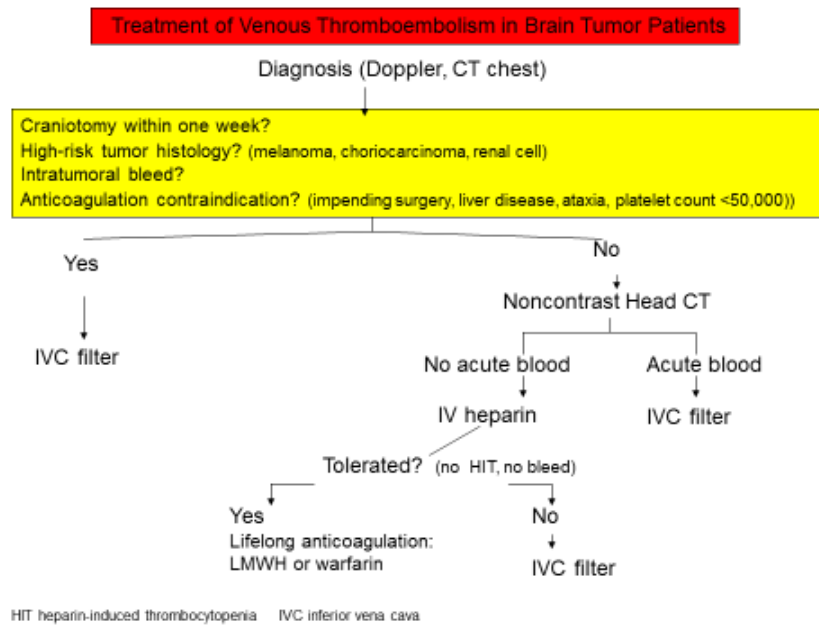 Treatment of Venous Thromboembolism in Brain Tumor Patients
Diagnosis (Doppler, CT chest)
Craniotomy within one week?
High-risk tumor histology? (melanoma, choriocarcinoma, renal cell)
Intratumoral bleed?
Anticoagulation contraindication? (impending surgery, liver disease, ataxia, platelet count <50,000))
Yes
No
Noncontrast Head CT
IVC filter
No acute blood
Acute blood
IV heparin
IVC filter
Tolerated? (no HIT, no bleed)
Yes
No
Lifelong anticoagulation:
LMWH or warfarin
IVC filter
HIT heparin-induced thrombocytopenia IVC inferior vena cava